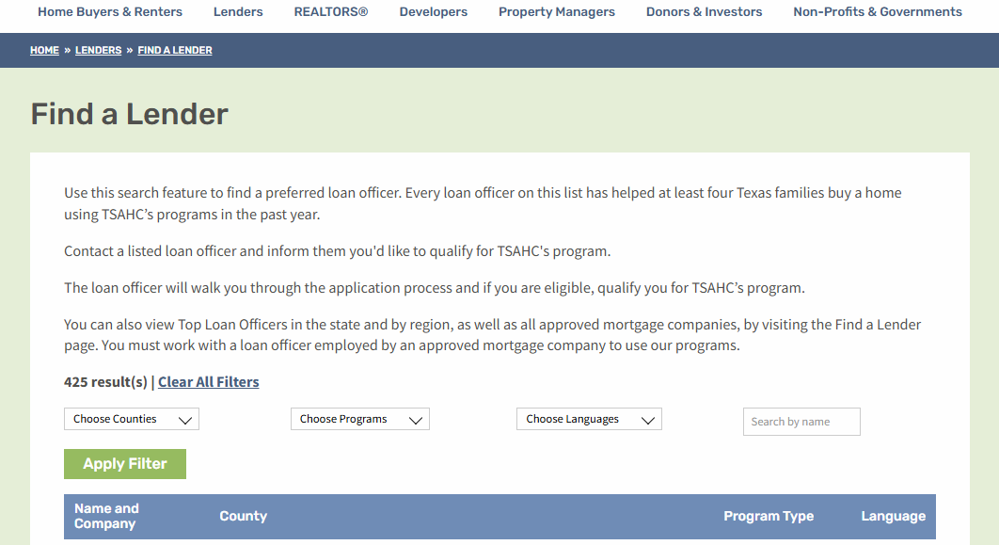 Home Buyers & Renters Lenders REALTORS® Developers Property Managers Donors & Investors Non-Profits & Governments
HOME » LENDERS » FIND A LENDER
Find a Lender
Use this search feature to find a preferred loan officer. Every loan officer on this list has helped at least four Texas families buy a home
using TSAHC’s programs in the past year.
Contact a listed loan officer and inform them you'd like to qualify for TSAHC's program.
The loan officer will walk you through the application process and if you are eligible, qualify you for TSAHC’s program.
You can also view Top Loan Officers in the state and by region, as well as all approved mortgage companies, by visiting the Find a Lender
page. You must work with a loan officer employed by an approved mortgage company to use our programs.
425 result(s) | Clear All Filters
Choose Counties Choose Programs Choose Languages Search by name
Apply Filter
Name and
Company County Program Type Language